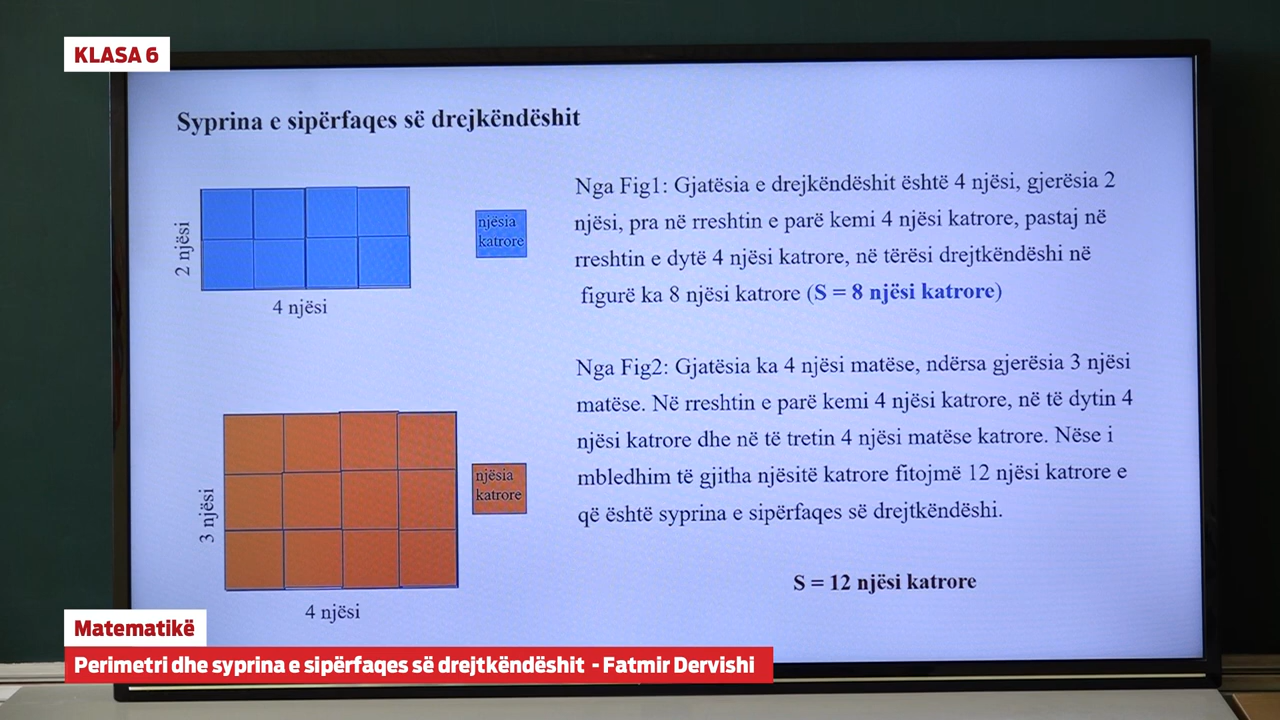 KLASA 6
Syprina e sipërfaqes së drejkëndëshit
2 njësi
4 njësi
njësia
katrore
Nga Fig1: Gjatësia e drejkëndëshit është 4 njësi, gjerësia 2
njësi, pra në rreshtin e parë kemi 4 njësi katrore, pastaj në
rreshtin e dytë 4 njësi katrore, në tërësi drejtkëndëshi në
figurë ka 8 njësi katrore (S = 8 njësi katrore)
3 njësi
4 njësi
njësia
katrore
Nga Fig2: Gjatësia ka 4 njësi matëse, ndërsa gjerësia 3 njësi
matëse. Në rreshtin e parë kemi 4 njësi katrore, në të dytin 4
njësi katrore dhe në të tretin 4 njësi matëse katrore. Nëse i
mbledhim të gjitha njësitë katrore fitojmë 12 njësi katrore e
që është syprina e sipërfaqes së drejtkëndëshi.
S = 12 njësi katrore
Matematikë
Perimetri dhe syprina e sipërfaqes së drejtkëndëshit - Fatmir Dervishi